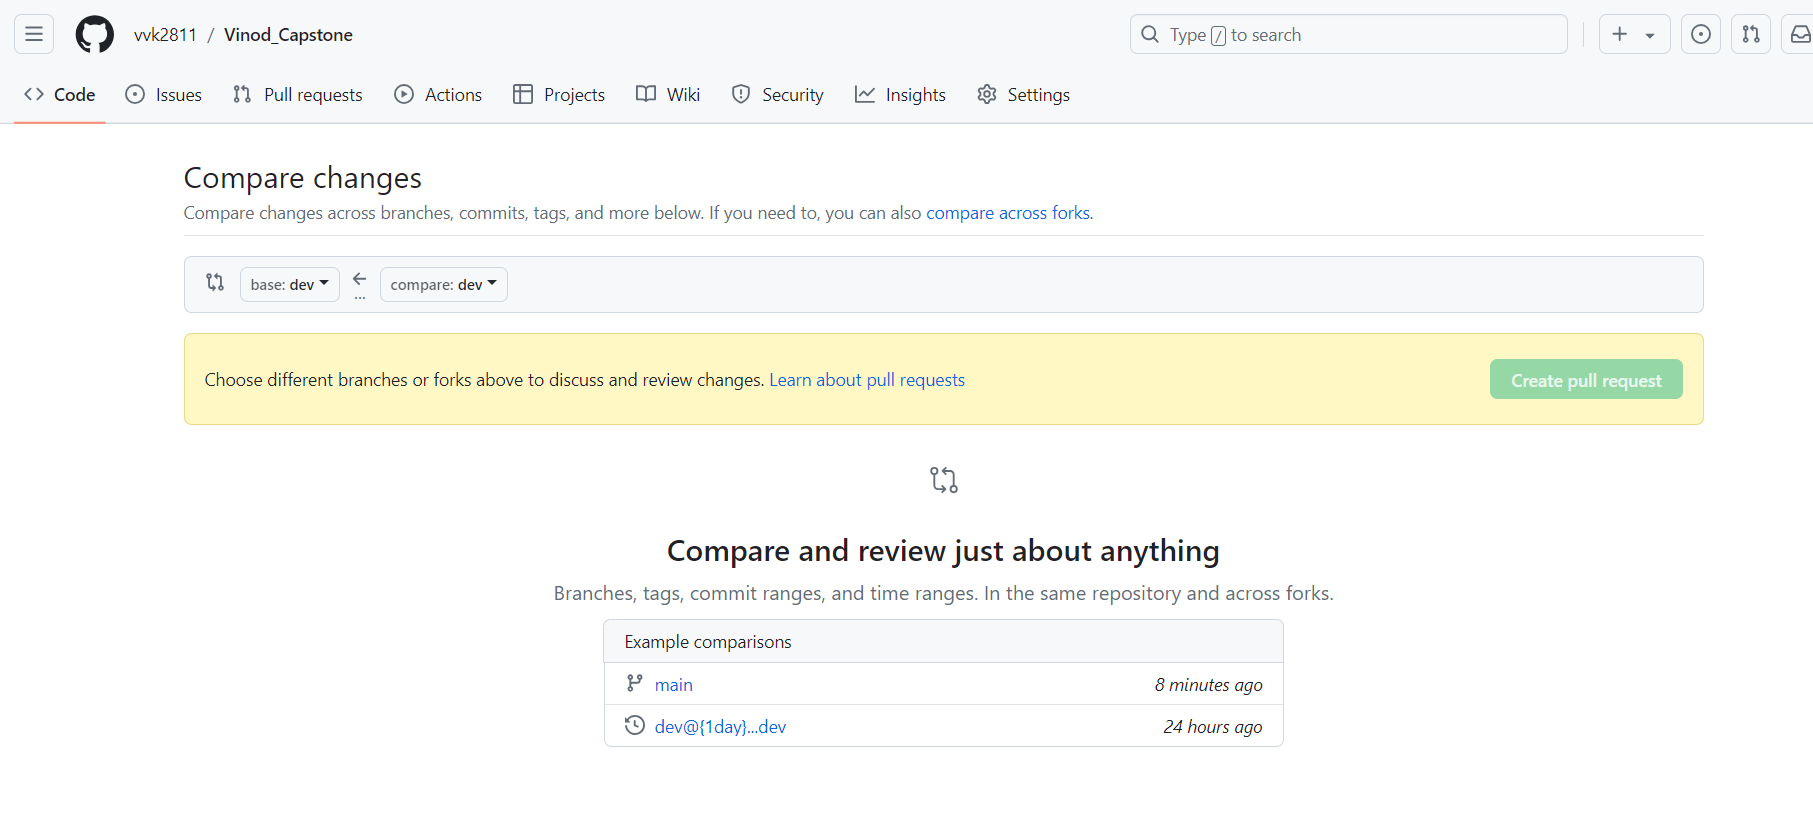 vvk2811 / Vinod_Capstone
Type / to search
Code Issues Pull requests Actions Projects Wiki Security Insights Settings
Compare changes
Compare changes across branches, commits, tags, and more below. If you need to, you can also compare across forks.
base: dev ... compare: dev
Choose different branches or forks above to discuss and review changes. Learn about pull requests Create pull request
Compare and review just about anything
Branches, tags, commit ranges, and time ranges. In the same repository and across forks.
Example comparisons
main 8 minutes ago
dev@{1day}...dev 24 hours ago